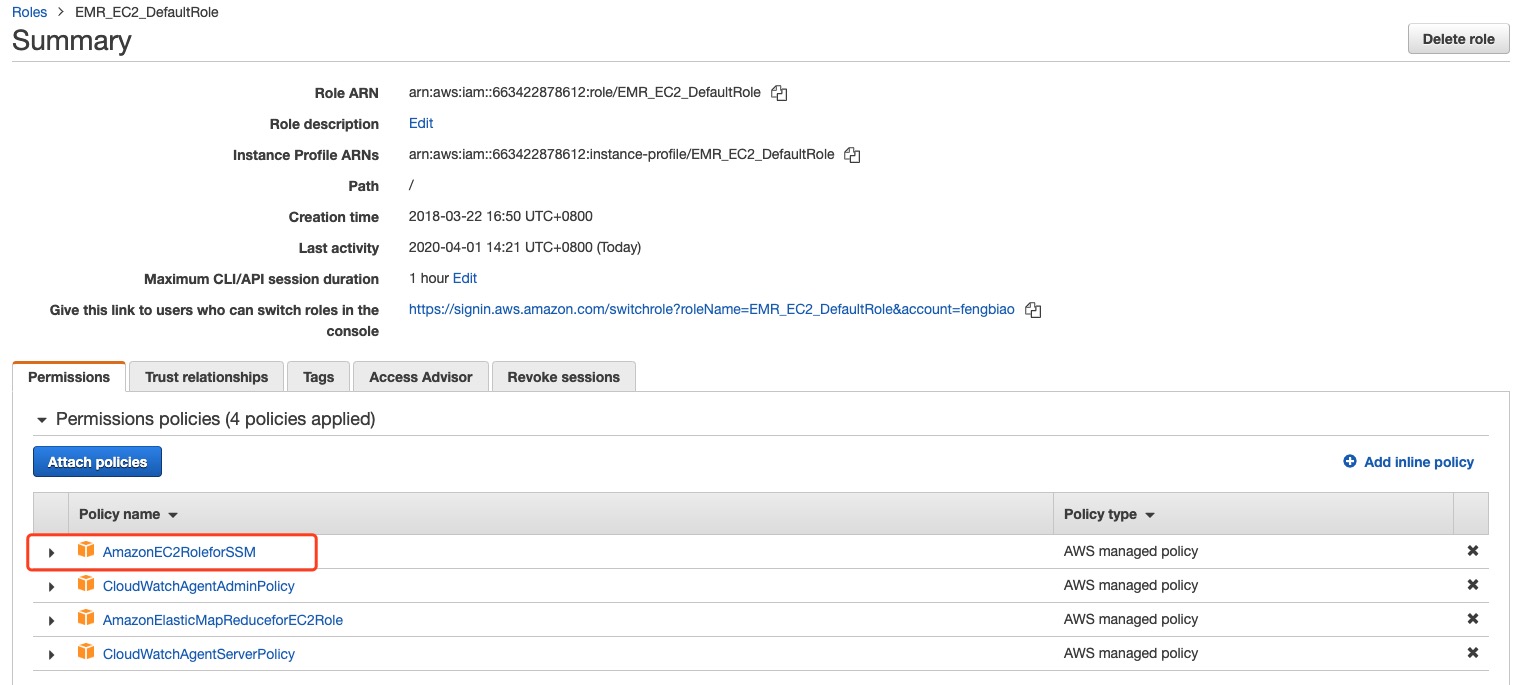 Roles > EMR_EC2_DefaultRole
Summary
Delete role
Role ARN arn:aws:iam::663422878612:role/EMR_EC2_DefaultRole
Role description Edit
Instance Profile ARNs arn:aws:iam::663422878612:instance-profile/EMR_EC2_DefaultRole
Path /
Creation time 2018-03-22 16:50 UTC+0800
Last activity 2020-04-01 14:21 UTC+0800 (Today)
Maximum CLI/API session duration 1 hour Edit
Give this link to users who can switch roles in the https://signin.aws.amazon.com/switchrole?roleName=EMR_EC2_DefaultRole&account=fengbiao
console
Permissions Trust relationships Tags Access Advisor Revoke sessions
Permissions policies (4 policies applied)
Attach policies Add inline policy
Policy name Policy type
AmazonEC2RoleforSSM AWS managed policy
CloudWatchAgentAdminPolicy AWS managed policy
AmazonElasticMapReduceforEC2Role AWS managed policy
CloudWatchAgentServerPolicy AWS managed policy